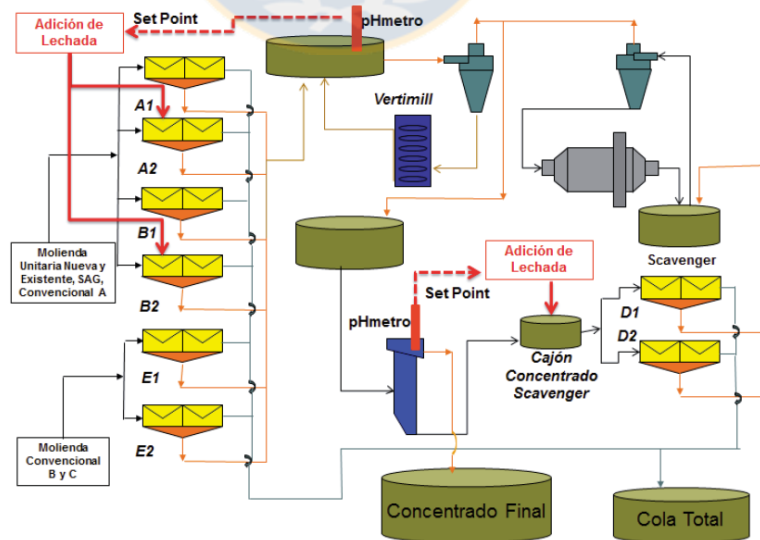 Adición de
Lechada
Set Point
pHmetro
A1
A2
B1
B2
E1
E2
Molienda
Unitaria Nueva y
Existente, SAG,
Convencional A
Molienda
Convencional
B y C
Vertimill
Adición de
Lechada
Set Point
pHmetro
Cajón
Concentrado
Scavenger
Scavenger
D1
D2
Concentrado Final
Cola Total